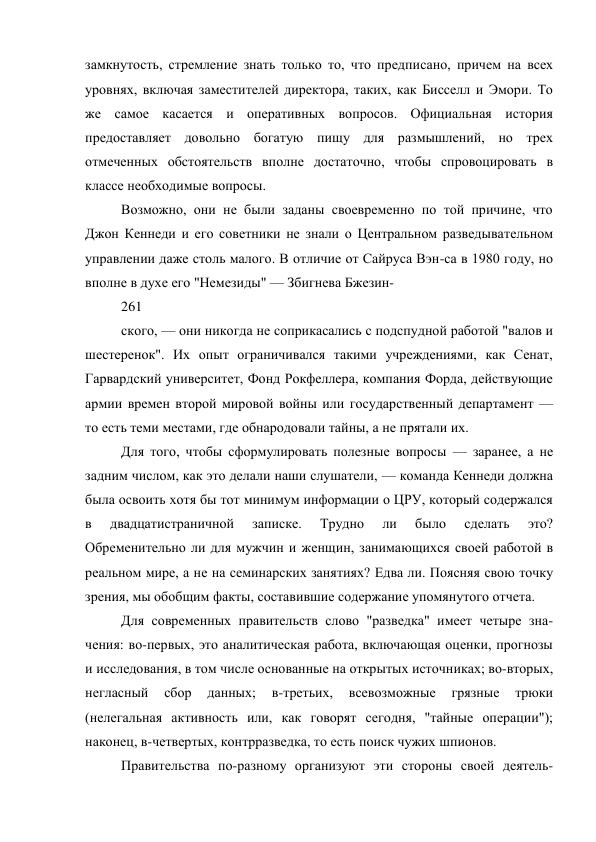 замкнутость, стремление знать только то, что предписано, причем на всех
уровнях, включая заместителей директора, таких, как Бисселл и Эмори. То
же самое касается и оперативных вопросов. Официальная история
предоставляет довольно богатую пищу для размышлений, но трех
отмеченных обстоятельств вполне достаточно, чтобы спровоцировать в
классе необходимые вопросы.
Возможно, они не были заданы своевременно по той причине, что
Джон Кеннеди и его советники не знали о Центральном разведывательном
управлении даже столь малого. В отличие от Сайруса Вэн-са в 1980 году, но
вполне в духе его "Немезиды" — Збигнева Бжезин-
261
ского, — они никогда не соприкасались с подспудной работой "валов и
шестеренок". Их опыт ограничивался такими учреждениями, как Сенат,
Гарвардский университет, Фонд Рокфеллера, компания Форда, действующие
армии времен второй мировой войны или государственный департамент —
то есть теми местами, где обнародовали тайны, а не прятали их.
Для того, чтобы сформулировать полезные вопросы — заранее, а не
задним числом, как это делали наши слушатели, — команда Кеннеди должна
была освоить хотя бы тот минимум информации о ЦРУ, который содержался
в двадцатистраничной записке. Трудно ли было сделать это?
Обременительно ли для мужчин и женщин, занимающихся своей работой в
реальном мире, а не на семинарских занятиях? Едва ли. Поясняя свою точку
зрения, мы обобщим факты, составившие содержание упомянутого отчета.
Для современных правительств слово "разведка" имеет четыре зна-
чения: во-первых, это аналитическая работа, включающая оценки, прогнозы
и исследования, в том числе основанные на открытых источниках; во-вторых,
негласный сбор данных; в-третьих, всевозможные грязные трюки
(нелегальная активность или, как говорят сегодня, "тайные операции");
наконец, в-четвертых, контрразведка, то есть поиск чужих шпионов.
Правительства по-разному организуют эти стороны своей деятель-